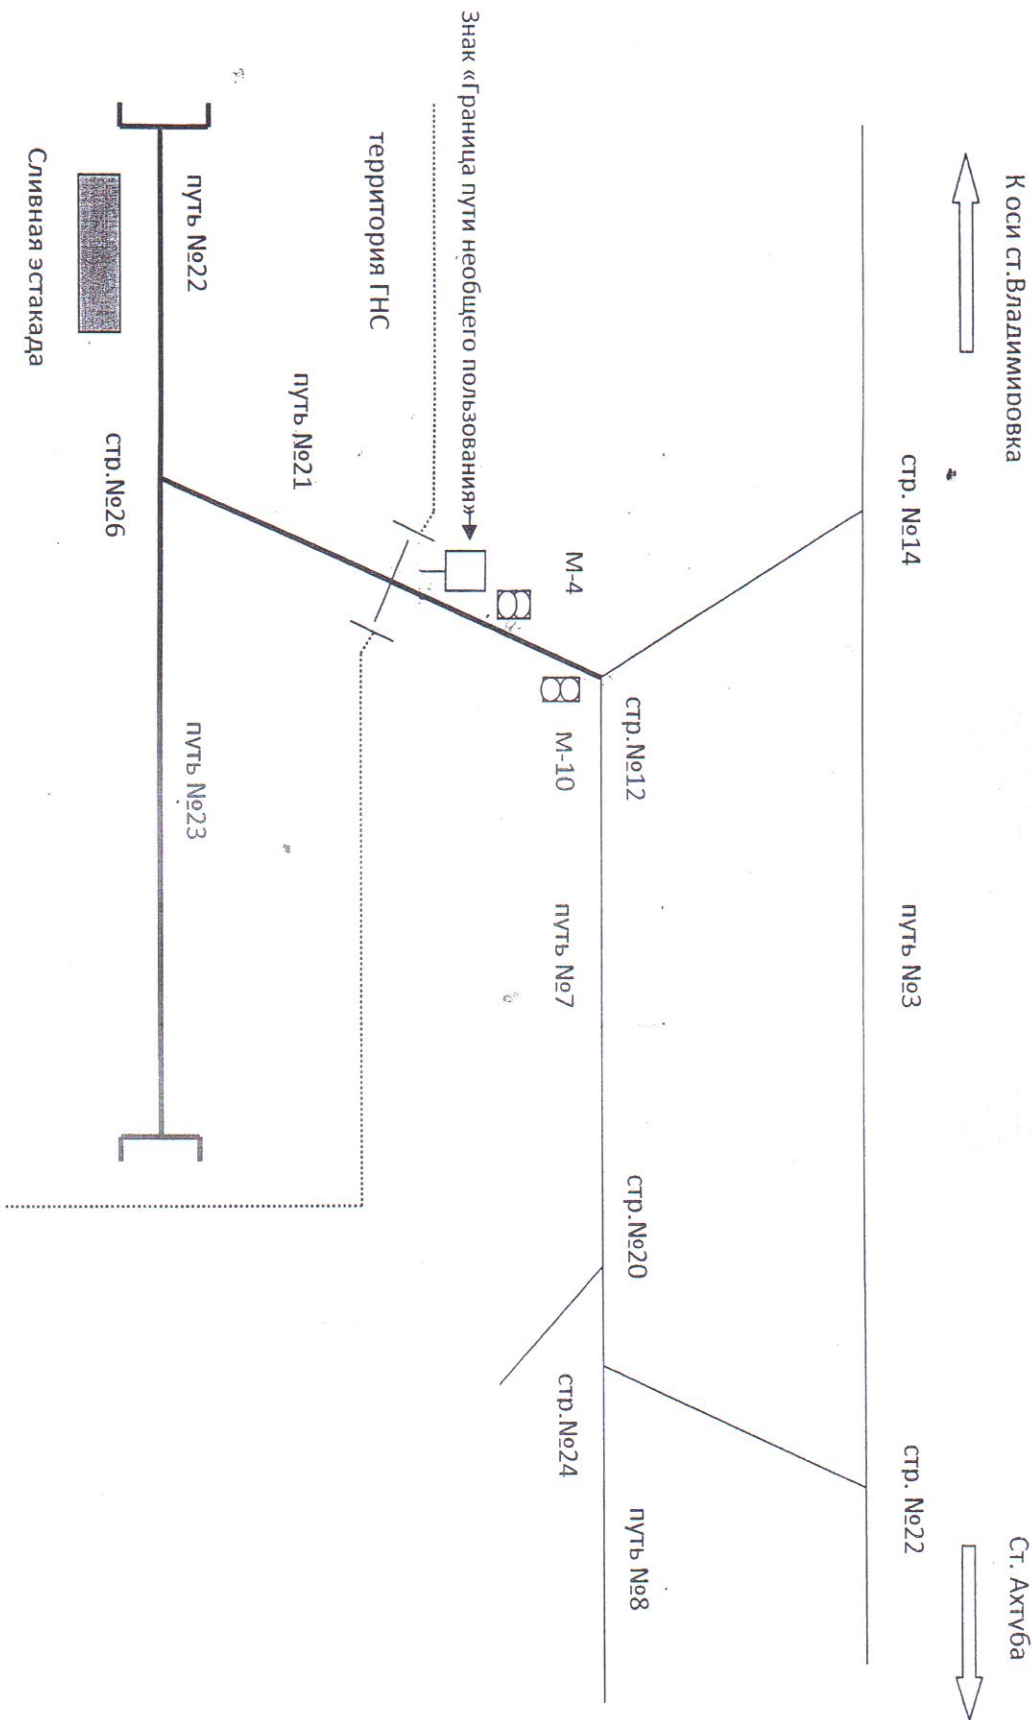 К оси ст.Владимировка
Ст. Ахтуба
стр. №14
путь №3
стр. №22
стр.№12
стр.№20
путь №8
М-4
М-10
путь №7
стр.№24
Знак «Граница пути необщего пользования»
территория ГНС
путь №21
путь №22
путь №23
стр.№26
Сливная эстакада